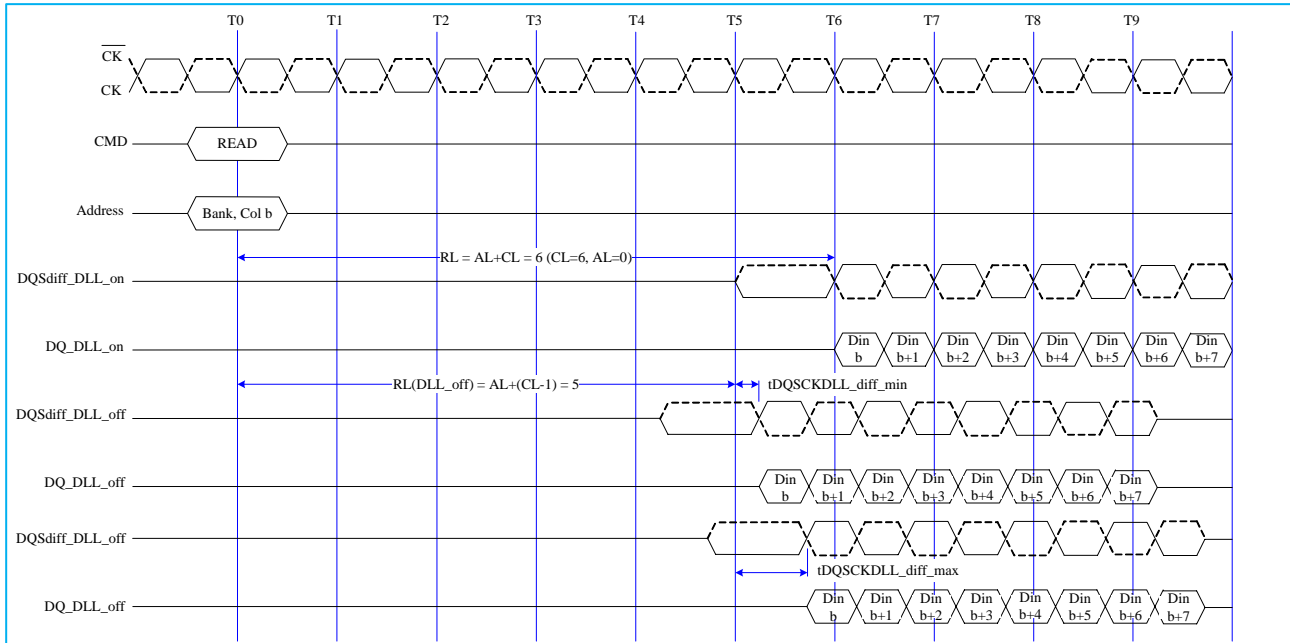 T0 T1 T2 T3 T4 T5 T6 T7 T8 T9
CK
CK
CMD READ
Address Bank, Col b
RL = AL+CL = 6 (CL=6, AL=0)
DQSdiff_DLL_on
DQ_DLL_on Din b Din b+1 Din b+2 Din b+3 Din b+4 Din b+5 Din b+6 Din b+7
RL(DLL_off) = AL+(CL-1) = 5 tDQSCKDLL_diff_min
DQSdiff_DLL_off
DQ_DLL_off Din b Din b+1 Din b+2 Din b+3 Din b+4 Din b+5 Din b+6 Din b+7
DQSdiff_DLL_off
tDQSCKDLL_diff_max
DQ_DLL_off Din b Din b+1 Din b+2 Din b+3 Din b+4 Din b+5 Din b+6 Din b+7